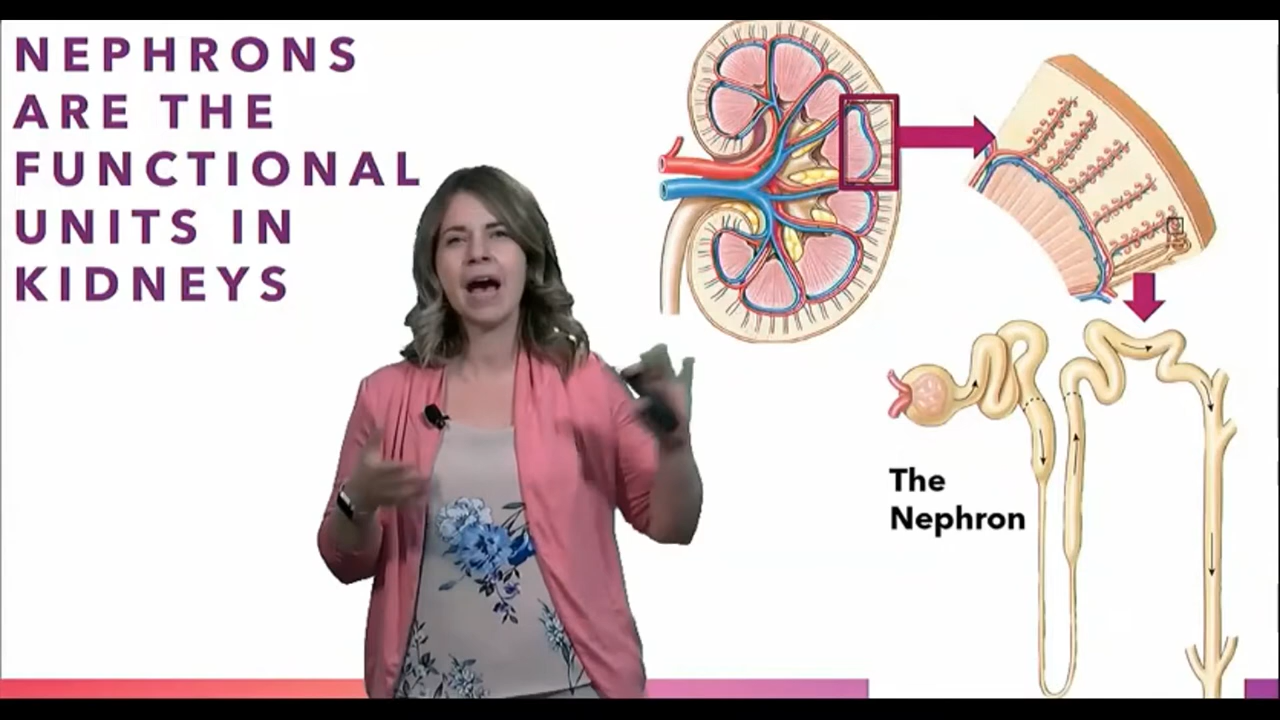 NEPHRONS
ARE THE
FUNCTIONAL
UNITS IN
KIDNEYS
The
Nephron